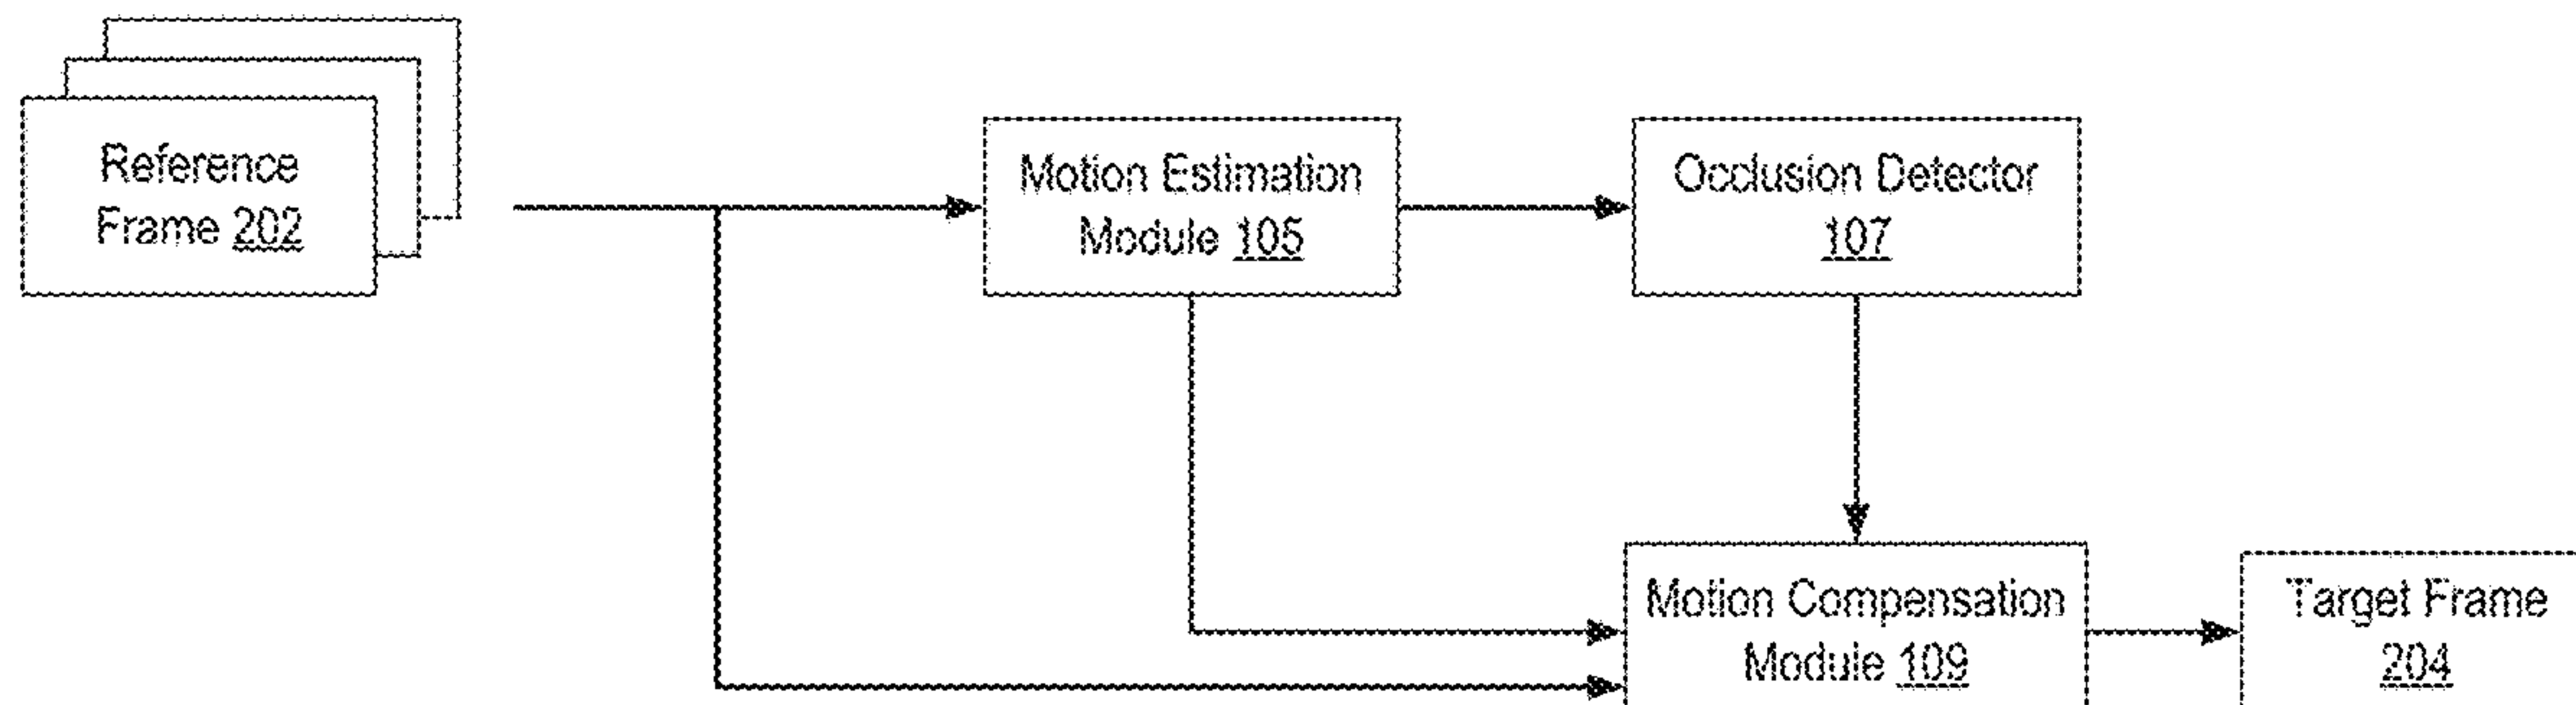 Reference
Frame 202
Motion Estimation
Module 105
Occlusion Detector
107
Motion Compensation
Module 109
Target Frame
204